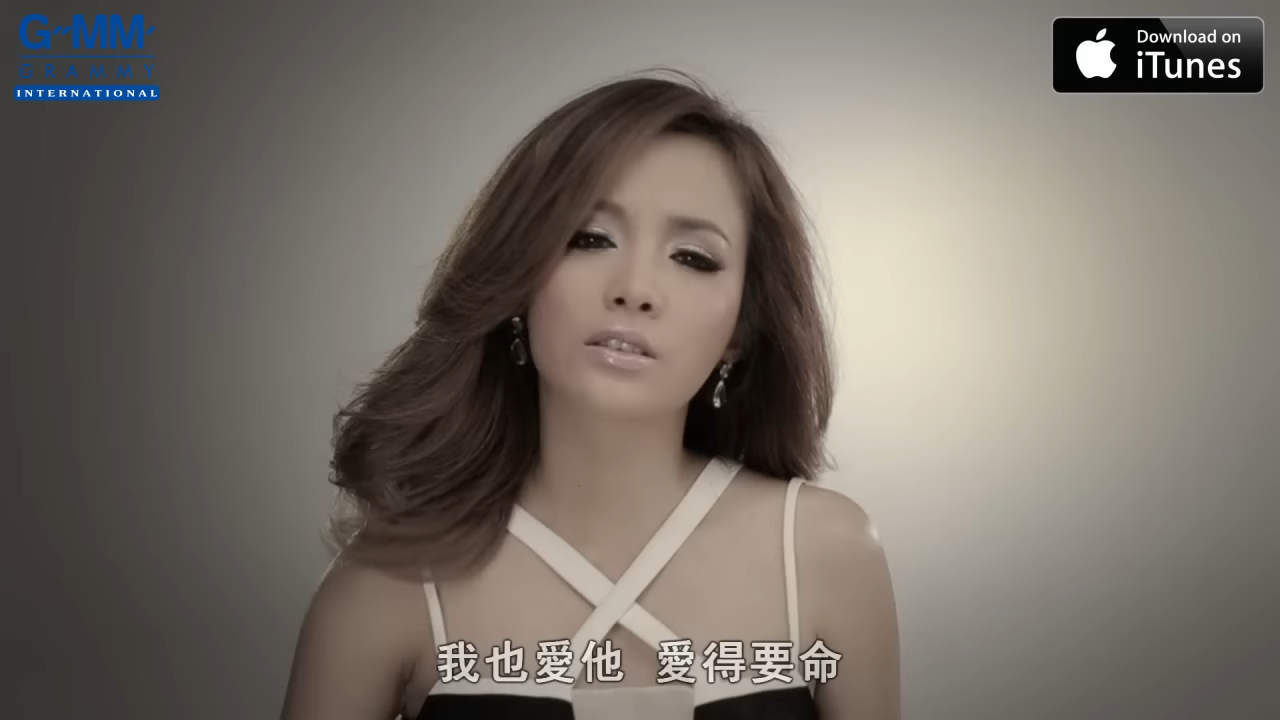 G"MM'
GRAMMY
INTERNATIONAL
Download on
iTunes
我也愛他 愛得要命